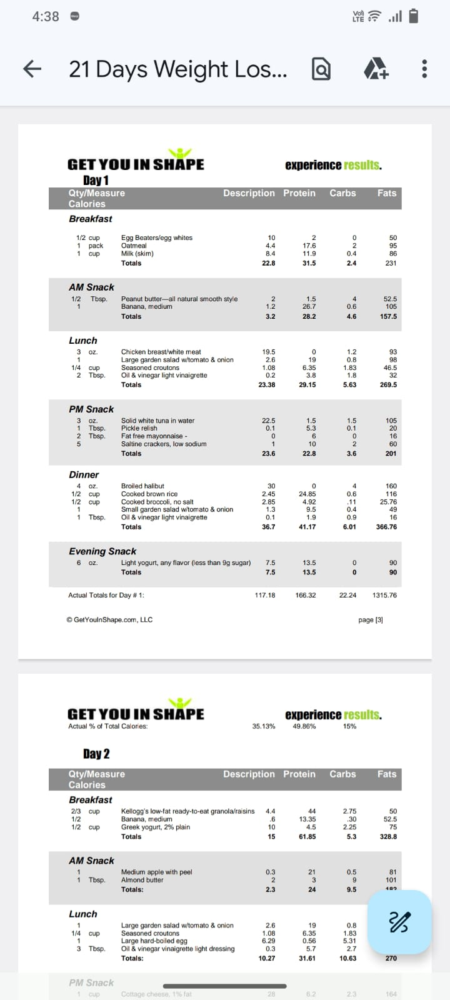 4:38
Vo)) LTE
21 Days Weight Los...
GET YOU IN SHAPE experience results.
Day 1
Qty/Measure Description Protein Carbs Fats
Calories
Breakfast
1/2 cup Egg Beaters/egg whites 10 2 0 50
1 pack Oatmeal 4.4 17.6 2 95
1 cup Milk (skim) 8.4 11.9 0.4 86
Totals 22.8 31.5 2.4 231
AM Snack
1/2 Tbsp. Peanut butter—all natural smooth style 2 1.5 4 52.5
1 Banana, medium 1.2 26.7 0.6 105
Totals 3.2 28.2 4.6 157.5
Lunch
3 oz. Chicken breast/white meat 19.5 0 1.2 93
1 Large garden salad w/tomato & onion 2.6 19 0.8 98
1/4 cup Seasoned croutons 1.08 6.35 1.83 46.5
2 Tbsp. Oil & vinegar light vinaigrette 0.2 3.8 1.8 32
Totals 23.38 29.15 5.63 269.5
PM Snack
3 oz. Solid white tuna in water 22.5 1.5 1.5 105
1 Tbsp. Pickle relish 0.1 5.3 0.1 20
2 Tbsp. Fat free mayonnaise - 0 6 0 16
5 Saltine crackers, low sodium 1 10 2 60
Totals 23.6 22.8 3.6 201
Dinner
4 oz. Broiled halibut 30 0 4 160
1/2 cup Cooked brown rice 2.45 24.85 0.6 116
1/2 cup Cooked broccoli, no salt 2.85 4.92 .11 25.76
1 Small garden salad w/tomato & onion 1.3 9.5 0.4 49
1 Tbsp. Oil & vinegar light vinaigrette 0.1 1.9 0.9 16
Totals 36.7 41.17 6.01 366.76
Evening Snack
6 oz. Light yogurt, any flavor (less than 9g sugar) 7.5 13.5 0 90
Totals 7.5 13.5 0 90
Actual Totals for Day # 1: 117.18 166.32 22.24 1315.76
© GetYouInShape.com, LLC page [3]
GET YOU IN SHAPE experience results.
Actual % of Total Calories: 35.13% 49.86% 15%
Day 2
Qty/Measure Description Protein Carbs Fats
Calories
Breakfast
2/3 cup Kellogg's low-fat ready-to-eat granola/raisins 4.4 44 2.75 50
1/2 Banana, medium .6 13.35 .30 52.5
1/2 cup Greek yogurt, 2% plain 10 4.5 2.25 75
Totals 15 61.85 5.3 328.8
AM Snack
1 Medium apple with peel 0.3 21 0.5 81
1 Tbsp. Almond butter 2 3 9 101
Totals: 2.3 24 9.5 182
Lunch
1 Large garden salad w/tomato & onion 2.6 19 0.8
1/4 cup Seasoned croutons 1.08 6.35 1.83
1 Large hard-boiled egg 6.29 0.56 5.31
3 Tbsp. Oil & vinegar vinaigrette light dressing 0.3 5.7 2.7
Totals: 10.27 31.61 10.63 270
PM Snack
1 cup Cottage cheese, 1% fat 28 6.2 2.3 164